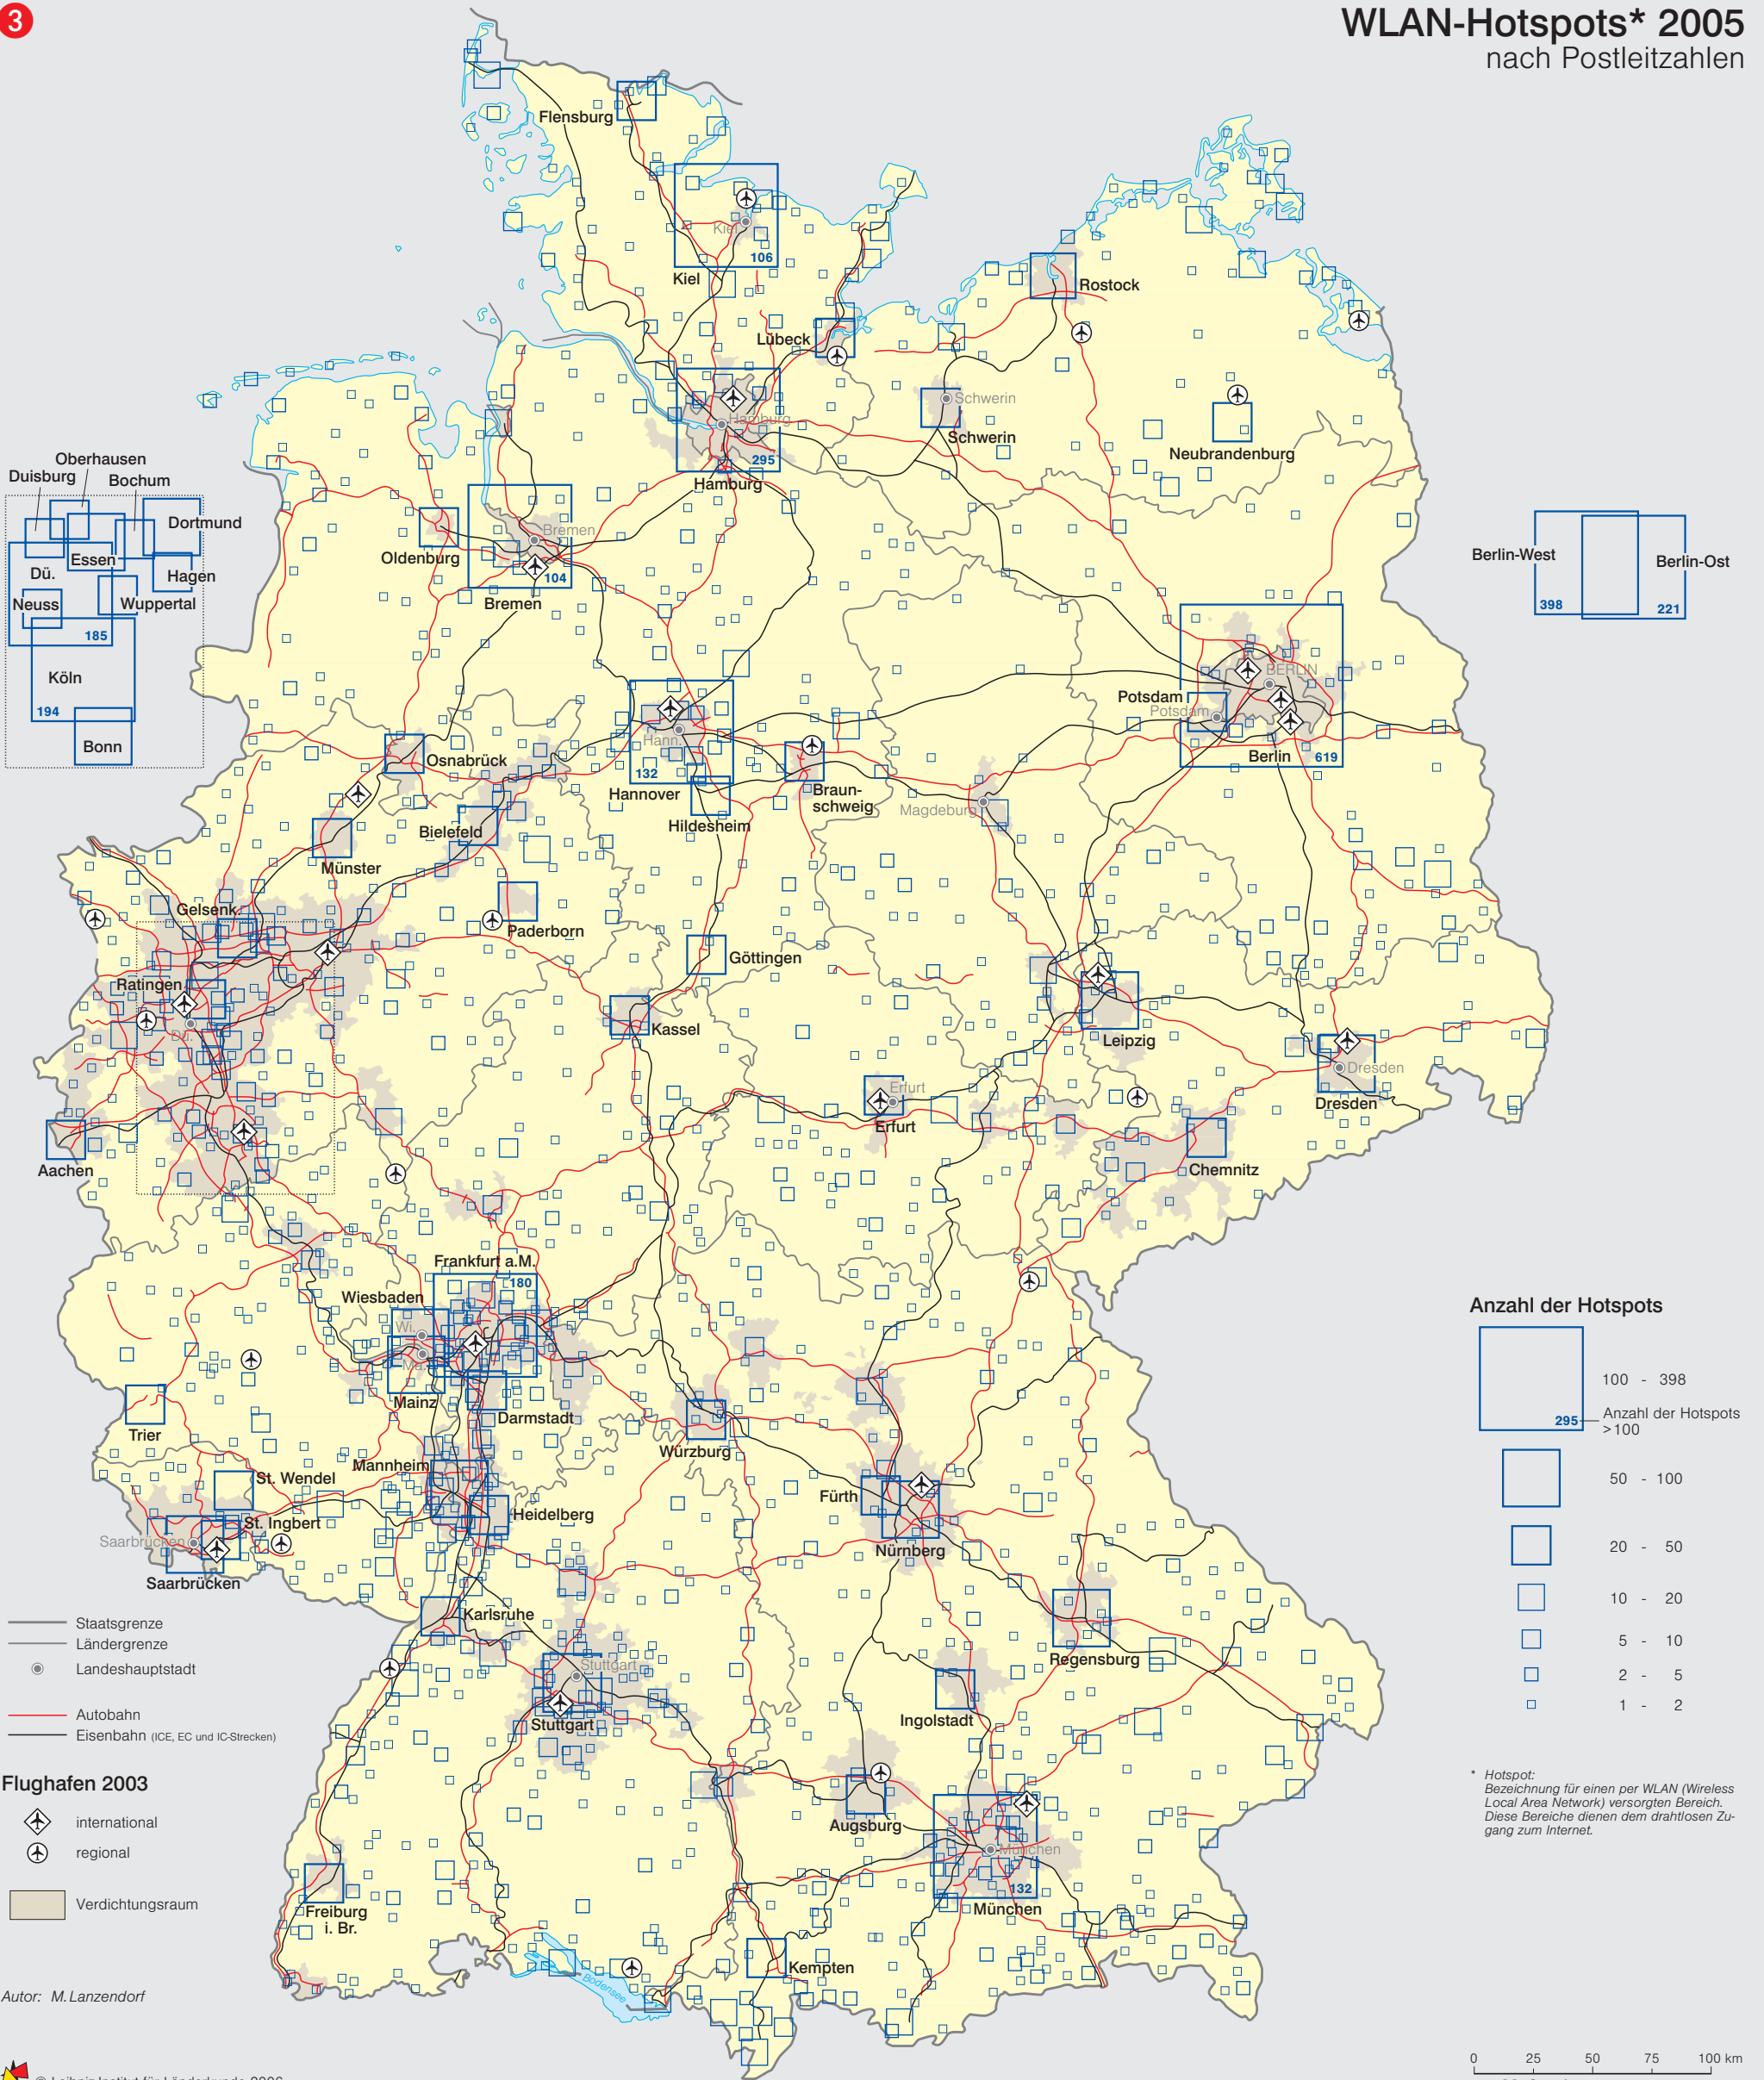 3
WLAN-Hotspots* 2005
nach Postleitzahlen
Flensburg
Kiel
106
Kiel
Rostock
Lübeck
Schwerin
Schwerin
Neubrandenburg
Hamburg
295
Hamburg
Oberhausen
Duisburg
Bochum
Dortmund
Essen
Dü.
Hagen
Neuss
Wuppertal
185
Köln
194
Bonn
Oldenburg
Bremen
104
Bremen
Berlin-West
Berlin-Ost
398
221
BERLIN
Potsdam
Potsdam
Berlin
619
Hann.
132
Hannover
Osnabrück
Braun-
schweig
Magdeburg
Hildesheim
Bielefeld
Münster
Gelsenk.
Paderborn
Göttingen
Ratingen
Dü.
Kassel
Leipzig
Dresden
Dresden
Erfurt
Erfurt
Aachen
Chemnitz
Frankfurt a.M.
180
Wiesbaden
Wi.
Ma.
Mainz
Darmstadt
Trier
Würzburg
Mannheim
St. Wendel
Heidelberg
Fürth
St. Ingbert
Saarbrücken
Saarbrücken
Nürnberg
Karlsruhe
Regensburg
Stuttgart
Stuttgart
Ingolstadt
Augsburg
München
132
München
Freiburg
i. Br.
Kempten
Bodensee
Anzahl der Hotspots
100 - 398
295
Anzahl der Hotspots
>100
50 - 100
20 - 50
10 - 20
5 - 10
2 - 5
1 - 2
* Hotspot:
Bezeichnung für einen per WLAN (Wireless
Local Area Network) versorgten Bereich.
Diese Bereiche dienen dem drahtlosen Zu-
gang zum Internet.
Staatsgrenze
Ländergrenze
Landeshauptstadt
Autobahn
Eisenbahn (ICE, EC und IC-Strecken)
Flughafen 2003
international
regional
Verdichtungsraum
Autor: M. Lanzendorf
© Leibniz-Institut für Länderkunde 2006
0 25 50 75 100 km